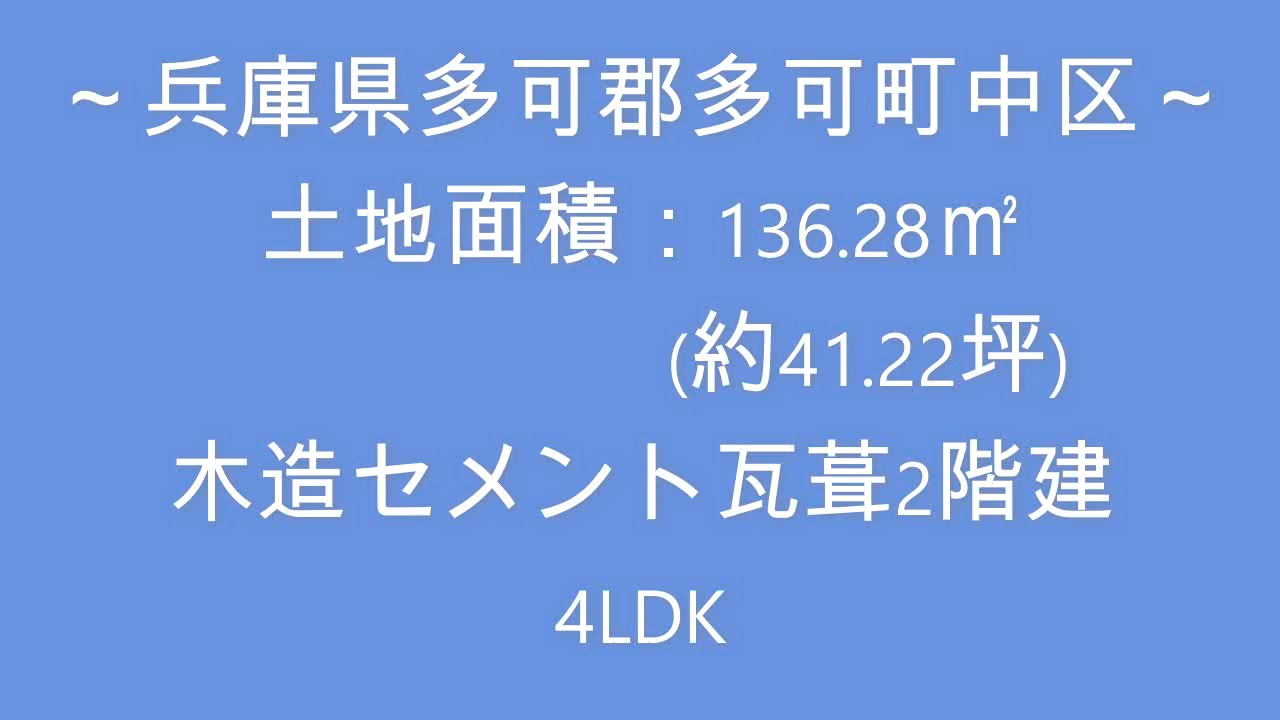 ~兵庫県多可郡多可町中区~
土地面積：136.28㎡
(約41.22坪)
木造セメント瓦葺2階建
4LDK